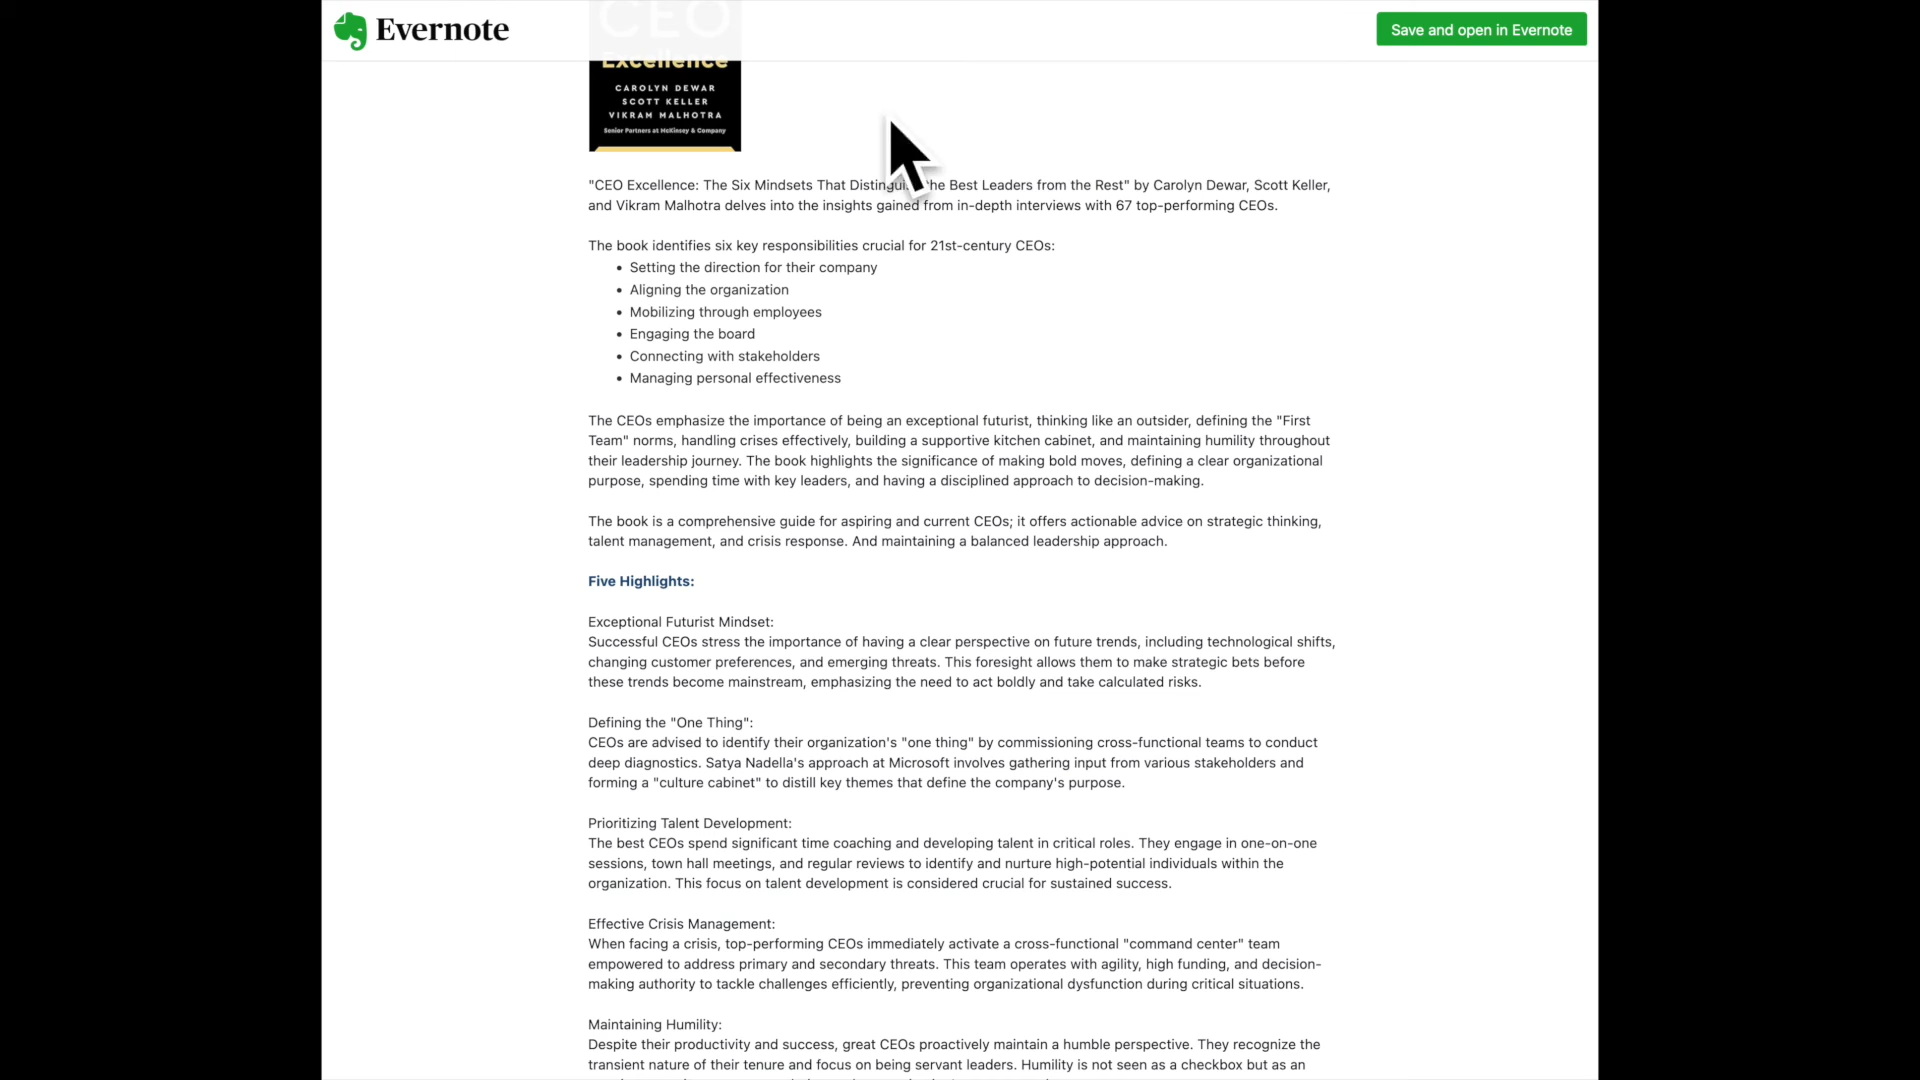 Evernote
Save and open in Evernote
CEO
Excellence
CAROLYN DEWAR
SCOTT KELLER
VIKRAM MALHOTRA
Senior Partners at McKinsey & Company
"CEO Excellence: The Six Mindsets That Distinguish the Best Leaders from the Rest" by Carolyn Dewar, Scott Keller,
and Vikram Malhotra delves into the insights gained from in-depth interviews with 67 top-performing CEOs.
The book identifies six key responsibilities crucial for 21st-century CEOs:
• Setting the direction for their company
• Aligning the organization
• Mobilizing through employees
• Engaging the board
• Connecting with stakeholders
• Managing personal effectiveness
The CEOs emphasize the importance of being an exceptional futurist, thinking like an outsider, defining the "First
Team" norms, handling crises effectively, building a supportive kitchen cabinet, and maintaining humility throughout
their leadership journey. The book highlights the significance of making bold moves, defining a clear organizational
purpose, spending time with key leaders, and having a disciplined approach to decision-making.
The book is a comprehensive guide for aspiring and current CEOs; it offers actionable advice on strategic thinking,
talent management, and crisis response. And maintaining a balanced leadership approach.
Five Highlights:
Exceptional Futurist Mindset:
Successful CEOs stress the importance of having a clear perspective on future trends, including technological shifts,
changing customer preferences, and emerging threats. This foresight allows them to make strategic bets before
these trends become mainstream, emphasizing the need to act boldly and take calculated risks.
Defining the "One Thing":
CEOs are advised to identify their organization's "one thing" by commissioning cross-functional teams to conduct
deep diagnostics. Satya Nadella's approach at Microsoft involves gathering input from various stakeholders and
forming a "culture cabinet" to distill key themes that define the company's purpose.
Prioritizing Talent Development:
The best CEOs spend significant time coaching and developing talent in critical roles. They engage in one-on-one
sessions, town hall meetings, and regular reviews to identify and nurture high-potential individuals within the
organization. This focus on talent development is considered crucial for sustained success.
Effective Crisis Management:
When facing a crisis, top-performing CEOs immediately activate a cross-functional "command center" team
empowered to address primary and secondary threats. This team operates with agility, high funding, and decision-
making authority to tackle challenges efficiently, preventing organizational dysfunction during critical situations.
Maintaining Humility:
Despite their productivity and success, great CEOs proactively maintain a humble perspective. They recognize the
transient nature of their tenure and focus on being servant leaders. Humility is not seen as a checkbox but as an